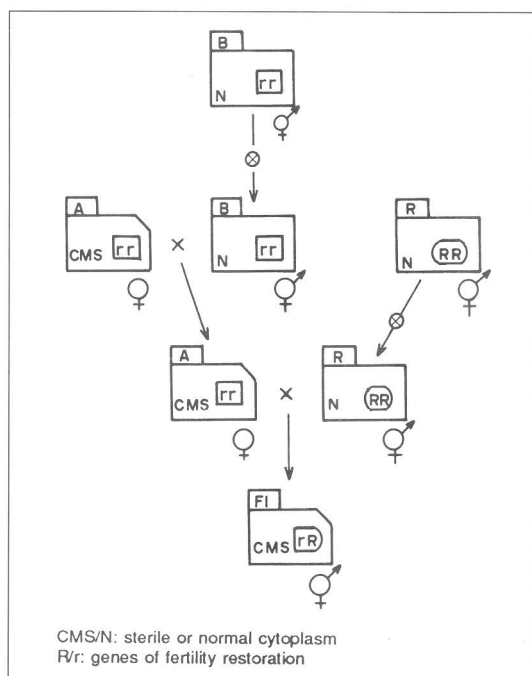 B
rr
N
A
B
R
CMS rr
rr
RR
N
N
A
R
rr
RR
CMS
N
FI
CMS rR
CMS/N: sterile or normal cytoplasm
R/r: genes of fertility restoration